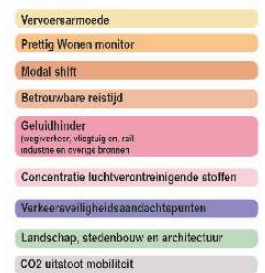 Vervoersarmoede
Prettig Wonen monitor
Modal shift
Betrouwbare reistijd
Geluidhinder
(wegverkeer, vliegtuig en, rail
industrie en overige bronnen
Concentratie luchtverontreinigende stoffen
Verkeersveiligheidsaandachtspunten
Landschap, stedenbouw en architectuur
CO2 uitstoot mobiliteit